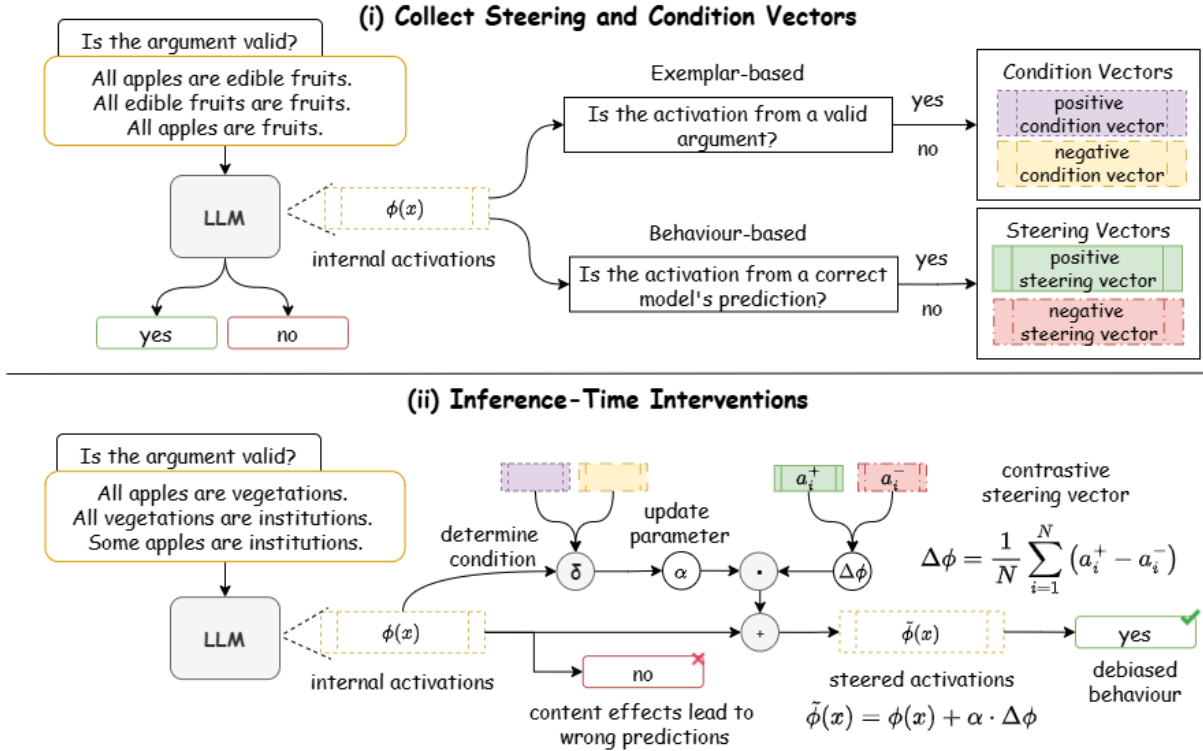 (i) Collect Steering and Condition Vectors
Is the argument valid?
All apples are edible fruits.
All edible fruits are fruits.
All apples are fruits.
LLM
ϕ(x)
internal activations
yes
no
Exemplar-based
Is the activation from a valid
argument?
yes
no
Condition Vectors
positive
condition vector
negative
condition vector
Behaviour-based
Is the activation from a correct
model's prediction?
yes
no
Steering Vectors
positive
steering vector
negative
steering vector
(ii) Inference-Time Interventions
Is the argument valid?
All apples are vegetations.
All vegetations are institutions.
Some apples are institutions.
LLM
ϕ(x)
internal activations
determine
condition
δ
update
parameter
α
·
a_i^+
a_i^-
Δϕ
+
no
content effects lead to
wrong predictions
contrastive
steering vector
Δϕ = 1/N ∑_{i=1}^{N} (a_i^+ − a_i^-)
ϕ̃(x)
steered activations
ϕ̃(x) = ϕ(x) + α · Δϕ
yes
debiased
behaviour